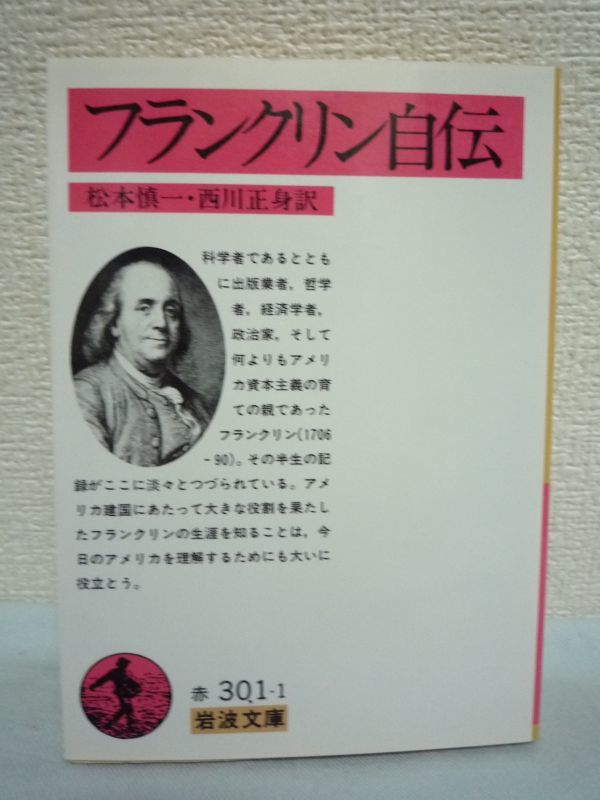 フランクリン自伝
松本慎一・西川正身訳
科学者であるととも
に出版業者，哲学
者，経済学者，
政治家，そして
何よりもアメリ
カ資本主義の育
ての親であった
フランクリン(1706
-90)。その半生の記
録がここに淡々とつづられている。アメ
リカ建国にあたって大きな役割を果たし
たフランクリンの生涯を知ることは，今
日のアメリカを理解するためにも大いに
役立とう。
赤 301-1
岩波文庫